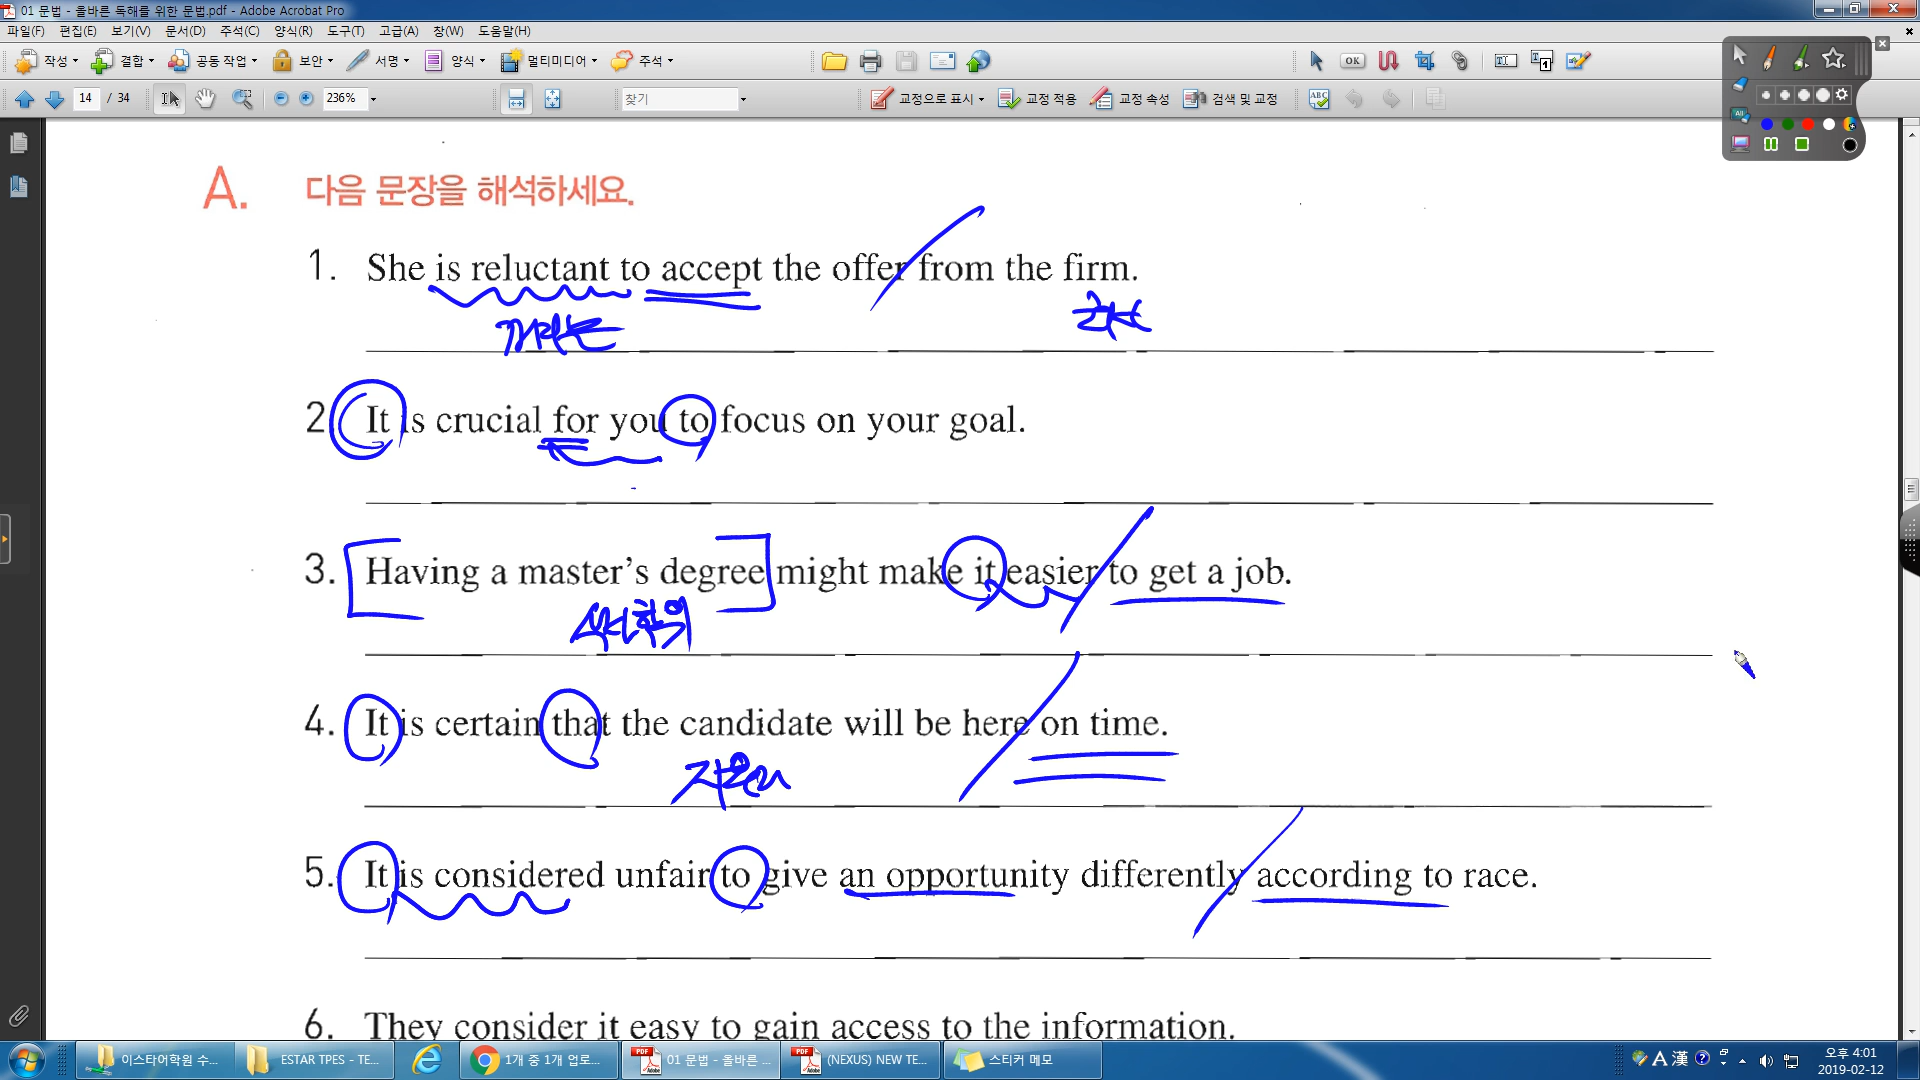 01 문법 - 올바른 독해를 위한 문법.pdf - Adobe Acrobat Pro
파일(F) 편집(E) 보기(V) 문서(D) 주석(C) 양식(R) 도구(T) 고급(A) 창(W) 도움말(H)
작성 결합 공동 작업 보안 서명 양식 멀티미디어 주석 OK
14 / 34 236% 찾기 교정으로 표시 교정 적용 교정 속성 검색 및 교정
A. 다음 문장을 해석하세요.
1. She is reluctant to accept the offer from the firm.
2 It is crucial for you to focus on your goal.
3. Having a master's degree might make it easier to get a job.
석사학위
4. It is certain that the candidate will be here on time.
지원자
5. It is considered unfair to give an opportunity differently according to race.
6. They consider it easy to gain access to the information.
이스타어학원 수... ESTAR TPES - TE... 1개 중 1개 업로... 01 문법 - 올바른 ... (NEXUS) NEW TE... 스티커 메모 A 漢 오후 4:01
2019-02-12